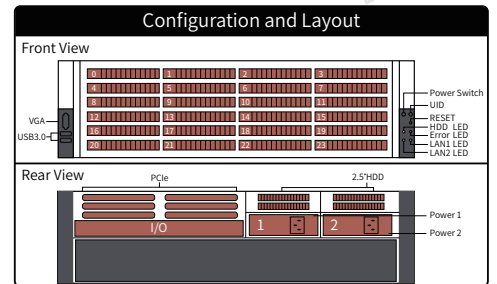 Configuration and Layout
Front View
0 1 2 3
4 5 6 7
8 9 10 11
12 13 14 15
16 17 18 19
20 21 22 23
VGA
USB3.0
Power Switch
UID
RESET
HDD LED
Error LED
LAN1 LED
LAN2 LED
Rear View
PCIe
2.5"HDD
I/O
1
2
Power 1
Power 2